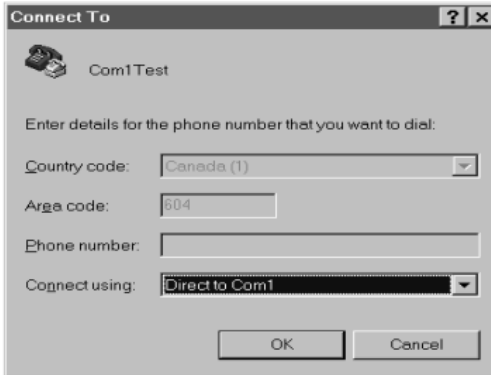 Connect To
Com1Test
Enter details for the phone number that you want to dial:
Country code: Canada (1)
Area code: 604
Phone number:
Connect using: Direct to Com1
OK Cancel